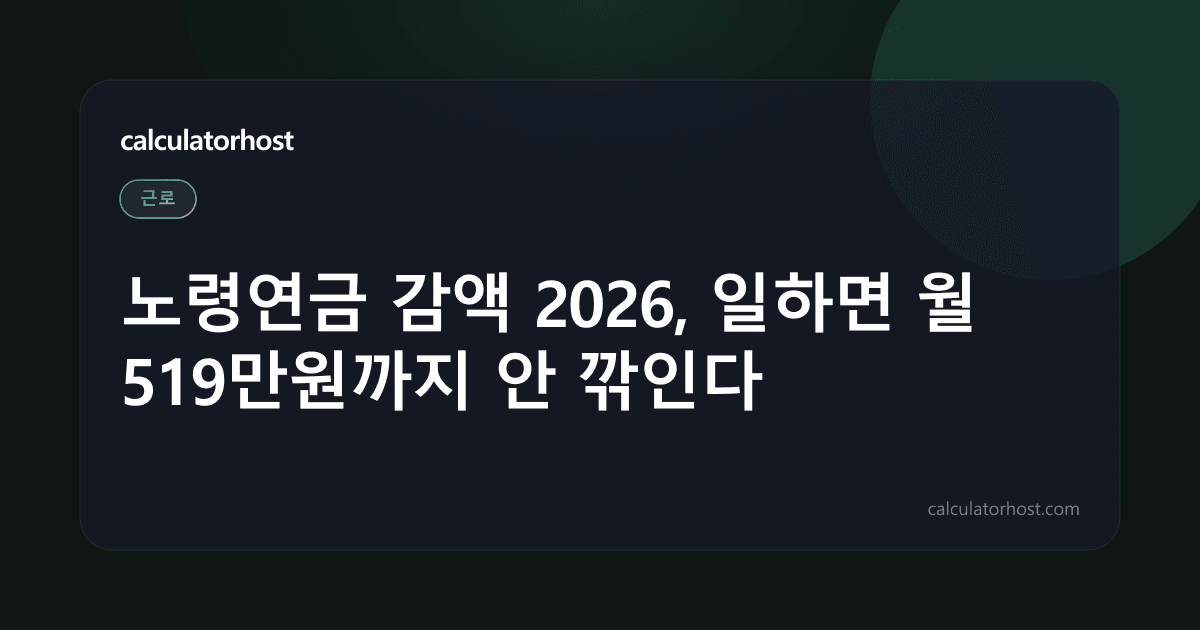 calculatorhost
근로
노령연금 감액 2026, 일하면 월
519만원까지 안 깎인다
calculatorhost.com